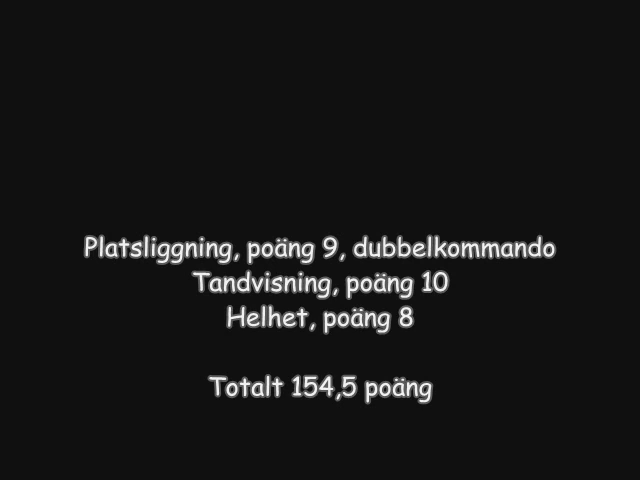 Platsliggning, poäng 9, dubbelkommando
Tandvisning, poäng 10
Helhet, poäng 8
Totalt 154,5 poäng